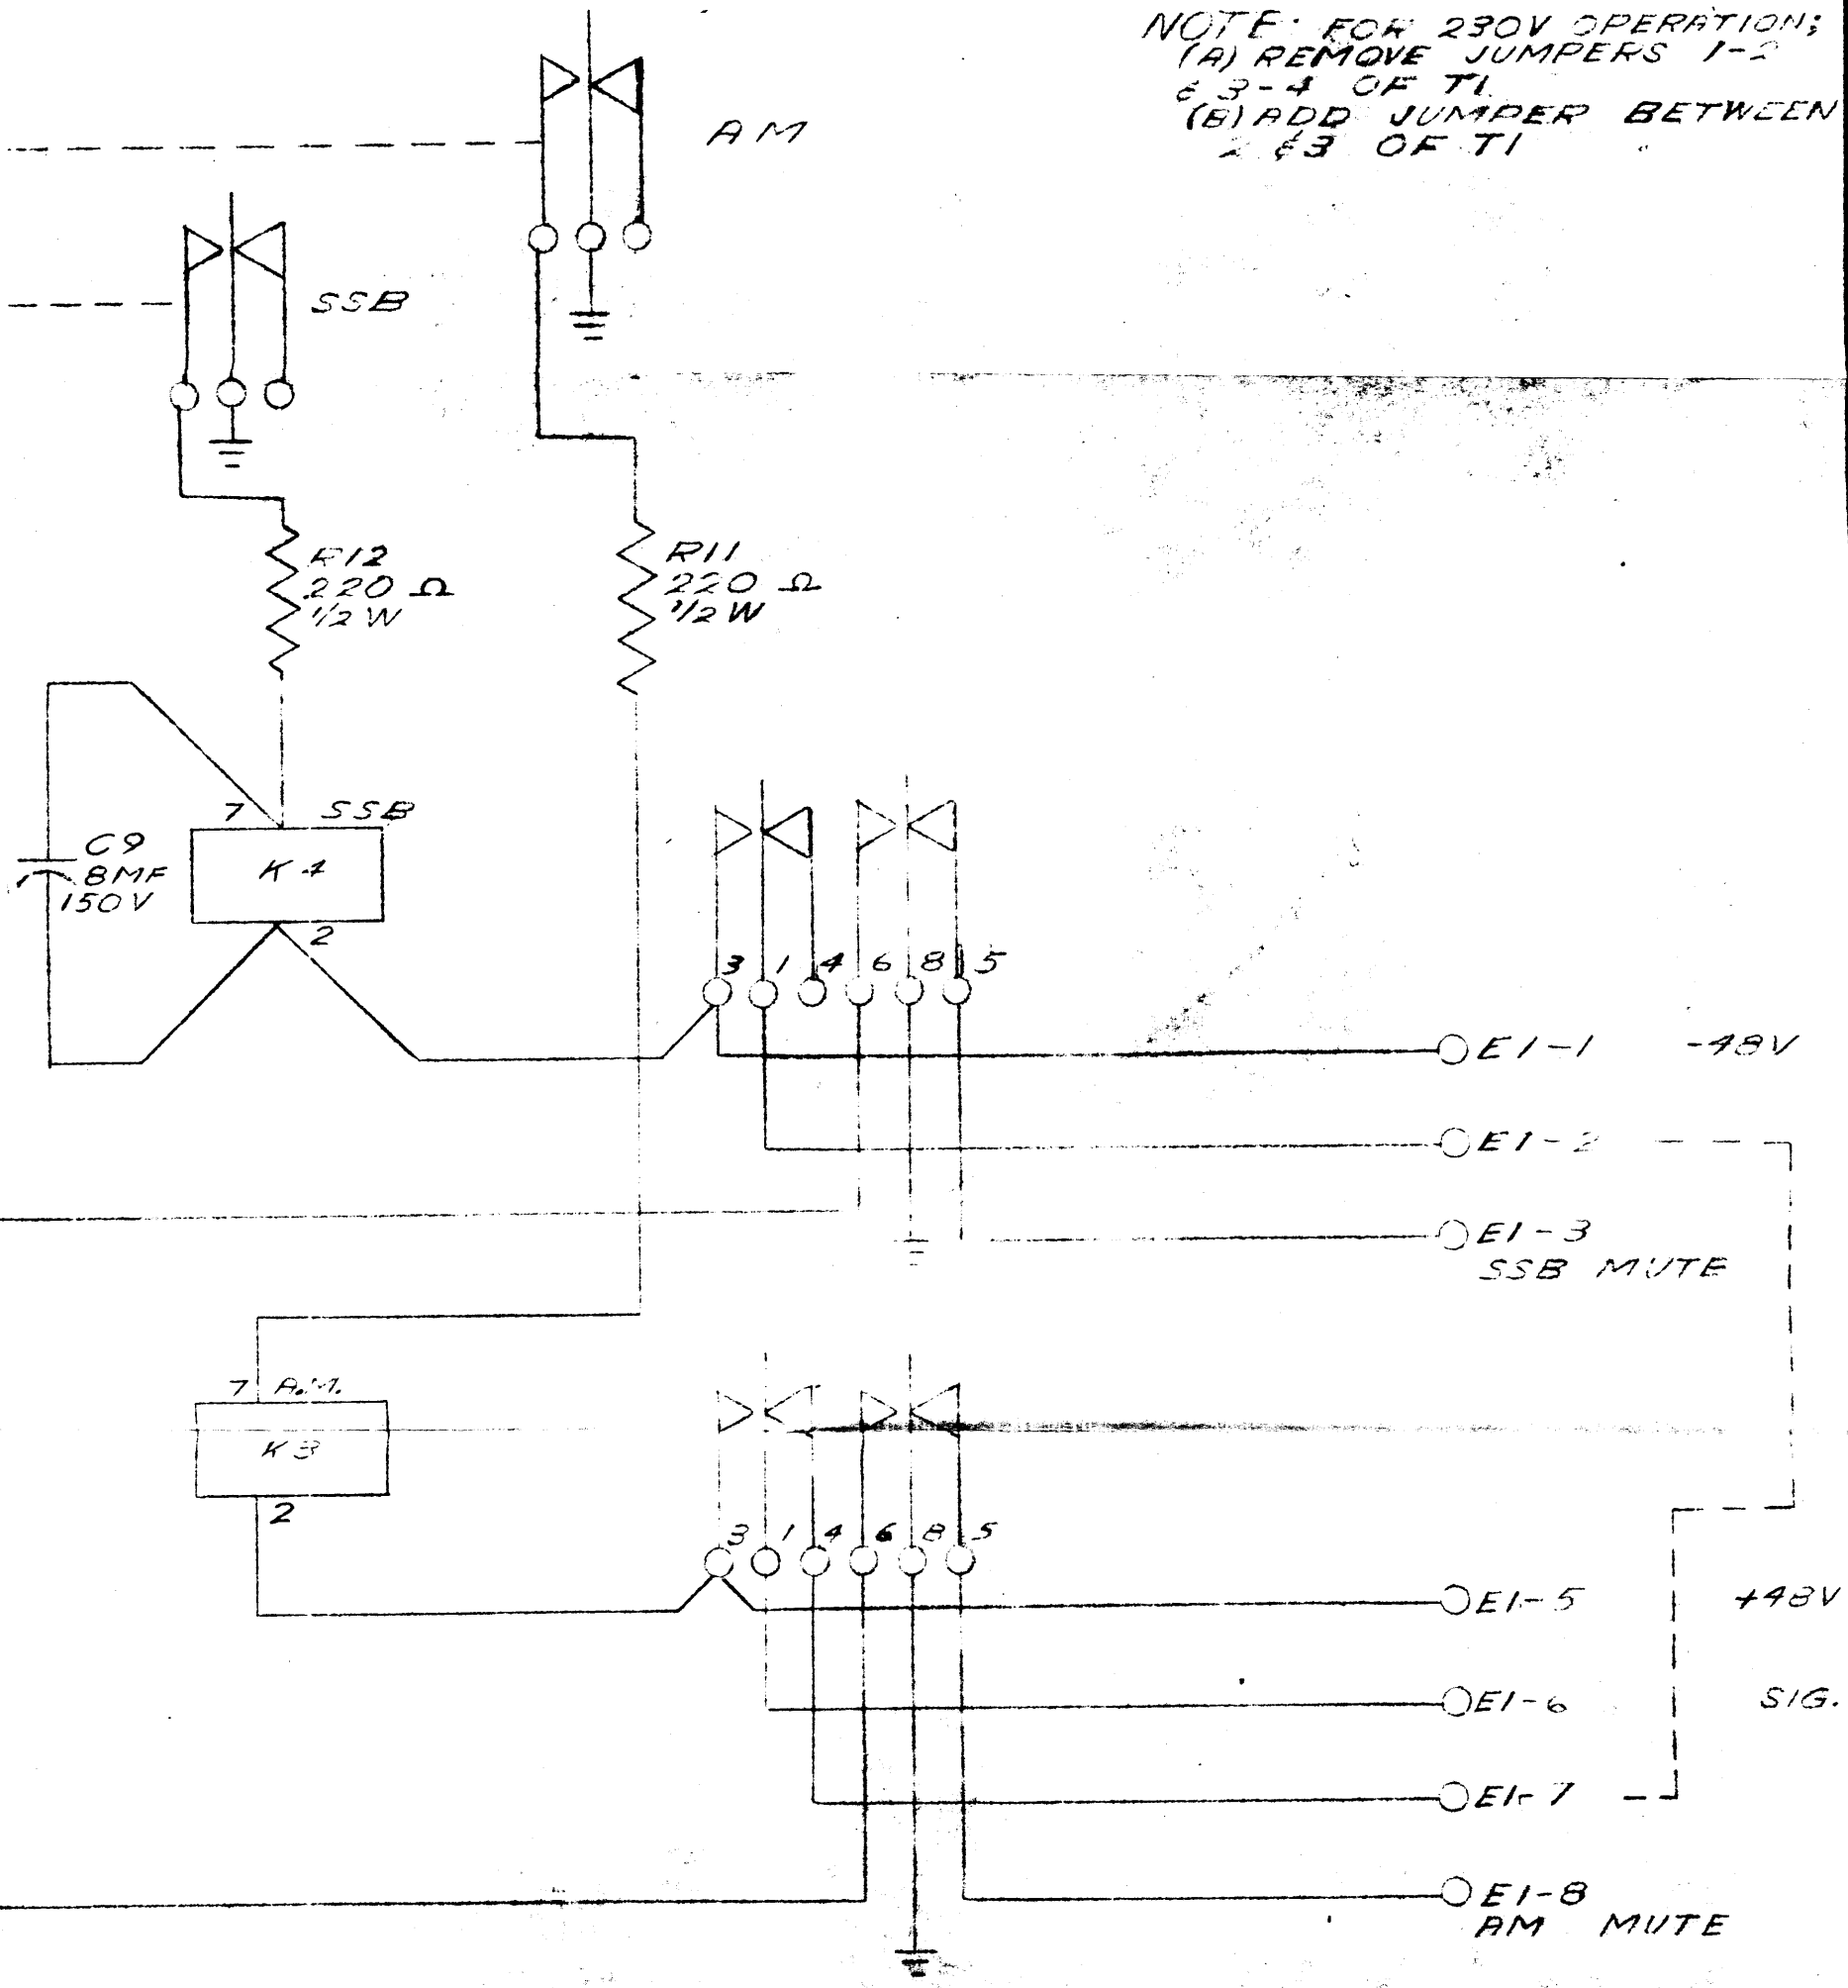 NOTE: FOR 230V OPERATION;
(A) REMOVE JUMPERS 1-2
& 3-4 OF T1
(B) ADD JUMPER BETWEEN
2 & 3 OF T1
AM
SSB
R12
220 Ω
1/2 W
R11
220 Ω
1/2 W
7 SSB
C9
8MF
150V
K4
2
3 1 4 6 8 5
E1-1 -48V
E1-2
E1-3
SSB MUTE
7 A.M.
K3
2
3 1 4 6 8 5
E1-5 +48V
E1-6 SIG.
E1-7
E1-8
AM MUTE